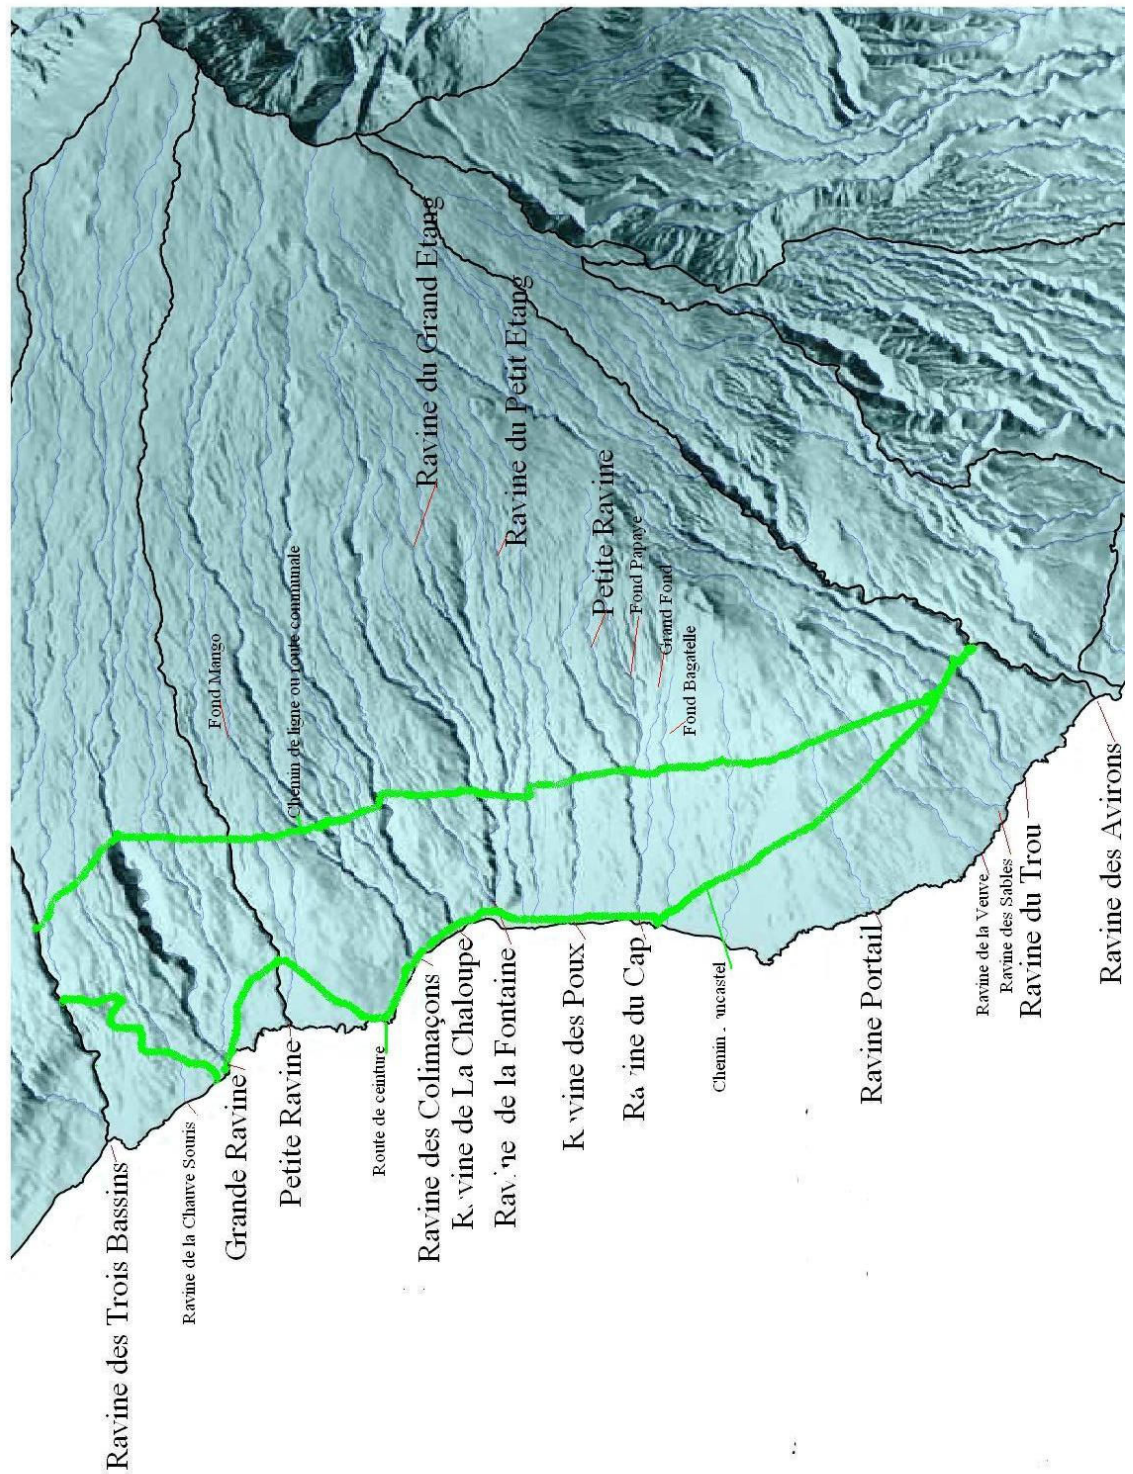 Ravine des Trois Bassins
Ravine de la Chauve Souris
Fond Mango
Grande Ravine
Petite Ravine
Chemin de ligne ou route communale
Route de ceinture
Ravine du Grand Etang
Ravine des Colimaçons
Ravine de La Chaloupe
Ravine de la Fontaine
Ravine du Petit Etang
Ravine des Poux
Petite Ravine
Fond Papaye
Ravine du Cap
Grand Fond
Fond Bagatelle
Chemin
Ravine Portail
Ravine de la Veuve
Ravine des Sables
Ravine du Trou
Ravine des Avirons